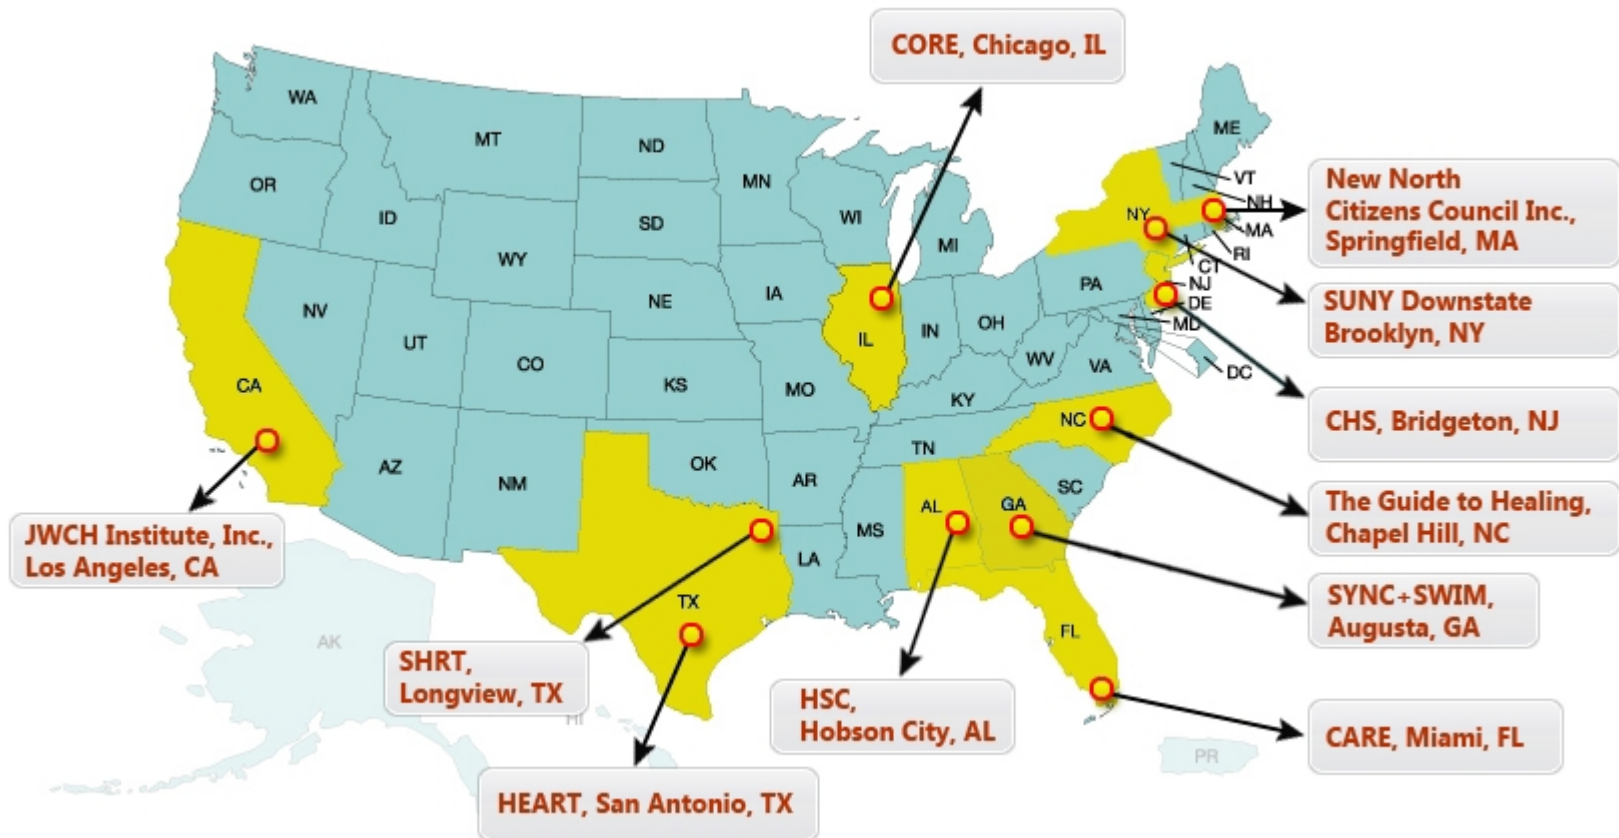 CORE, Chicago, IL
WA
MT
ND
MN
ME
OR
ID
SD
WI
MI
NY
VT
NH
MA
RI
CT
New North
Citizens Council Inc.,
Springfield, MA
WY
NE
IA
PA
NJ
DE
MD
DC
SUNY Downstate
Brooklyn, NY
NV
UT
CO
KS
MO
IL
IN
OH
WV
VA
KY
CA
CHS, Bridgeton, NJ
AZ
NM
OK
AR
TN
NC
SC
The Guide to Healing,
Chapel Hill, NC
JWCH Institute, Inc.,
Los Angeles, CA
TX
LA
MS
AL
GA
FL
SYNC+SWIM,
Augusta, GA
AK
HI
SHRT,
Longview, TX
HSC,
Hobson City, AL
CARE, Miami, FL
PR
HEART, San Antonio, TX